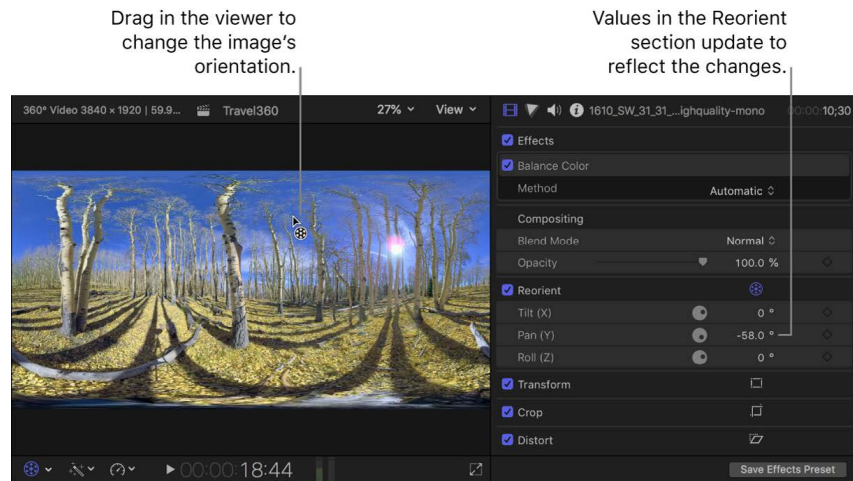 Drag in the viewer to
change the image's
orientation.
Values in the Reorient
section update to
reflect the changes.
360° Video 3840 × 1920 | 59.9... Travel360 27% View
1610_SW_31_31_...ighquality-mono 00:00:10;30
Effects
Balance Color
Method Automatic
Compositing
Blend Mode Normal
Opacity 100.0 %
Reorient
Tilt (X) 0 °
Pan (Y) -58.0 °
Roll (Z) 0 °
Transform
Crop
Distort
00:00:18:44
Save Effects Preset